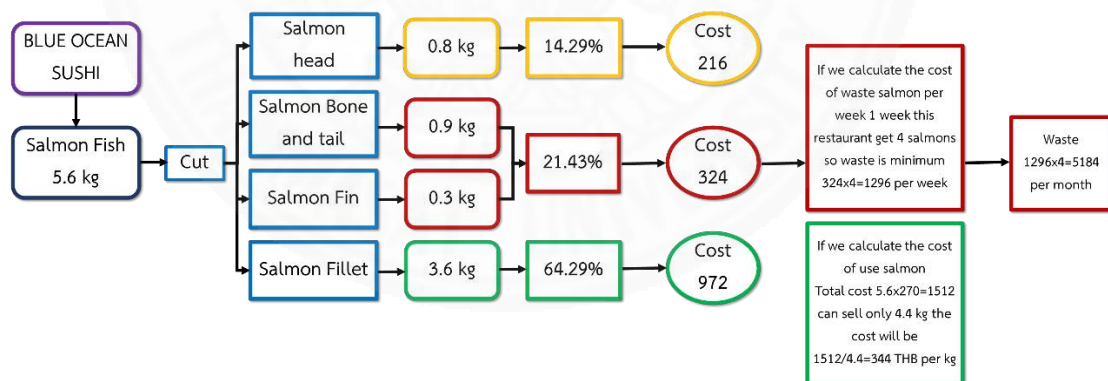 BLUE OCEAN
SUSHI
Salmon Fish
5.6 kg
Cut
Salmon
head
0.8 kg
14.29%
Cost
216
Salmon Bone
and tail
0.9 kg
Salmon Fin
0.3 kg
21.43%
Cost
324
Salmon Fillet
3.6 kg
64.29%
Cost
972
If we calculate the cost
of waste salmon per
week 1 week this
restaurant get 4 salmons
so waste is minimum
324x4=1296 per week
Waste
1296x4=5184
per month
If we calculate the cost
of use salmon
Total cost 5.6x270=1512
can sell only 4.4 kg the
cost will be
1512/4.4=344 THB per kg